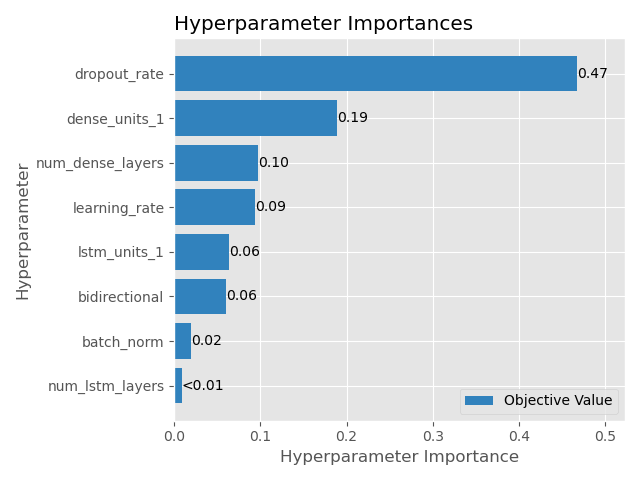 Hyperparameter Importances
Hyperparameter
dropout_rate
0.47
dense_units_1
0.19
num_dense_layers
0.10
learning_rate
0.09
lstm_units_1
0.06
bidirectional
0.06
batch_norm
0.02
num_lstm_layers
<0.01
Objective Value
0.0 0.1 0.2 0.3 0.4 0.5
Hyperparameter Importance